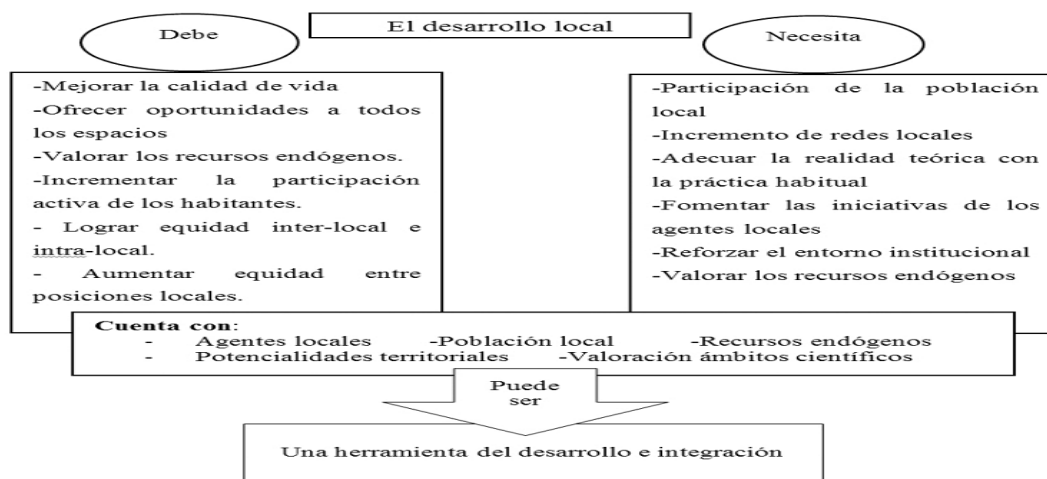 El desarrollo local
Debe
-Mejorar la calidad de vida
-Ofrecer oportunidades a todos
los espacios
-Valorar los recursos endógenos.
-Incrementar la participación
activa de los habitantes.
- Lograr equidad inter-local e
intra-local.
- Aumentar equidad entre
posiciones locales.
Necesita
-Participación de la población
local
-Incremento de redes locales
-Adecuar la realidad teórica con
la práctica habitual
-Fomentar las iniciativas de los
agentes locales
-Reforzar el entorno institucional
-Valorar los recursos endógenos
Cuenta con:
- Agentes locales -Población local -Recursos endógenos
- Potencialidades territoriales -Valoración ámbitos científicos
Puede
ser
Una herramienta del desarrollo e integración